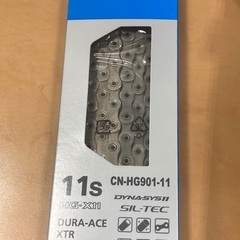 11s
CN-HG901-11
HG-X11
DYNA-SYS11
SIL-TEC
DURA-ACE
XTR